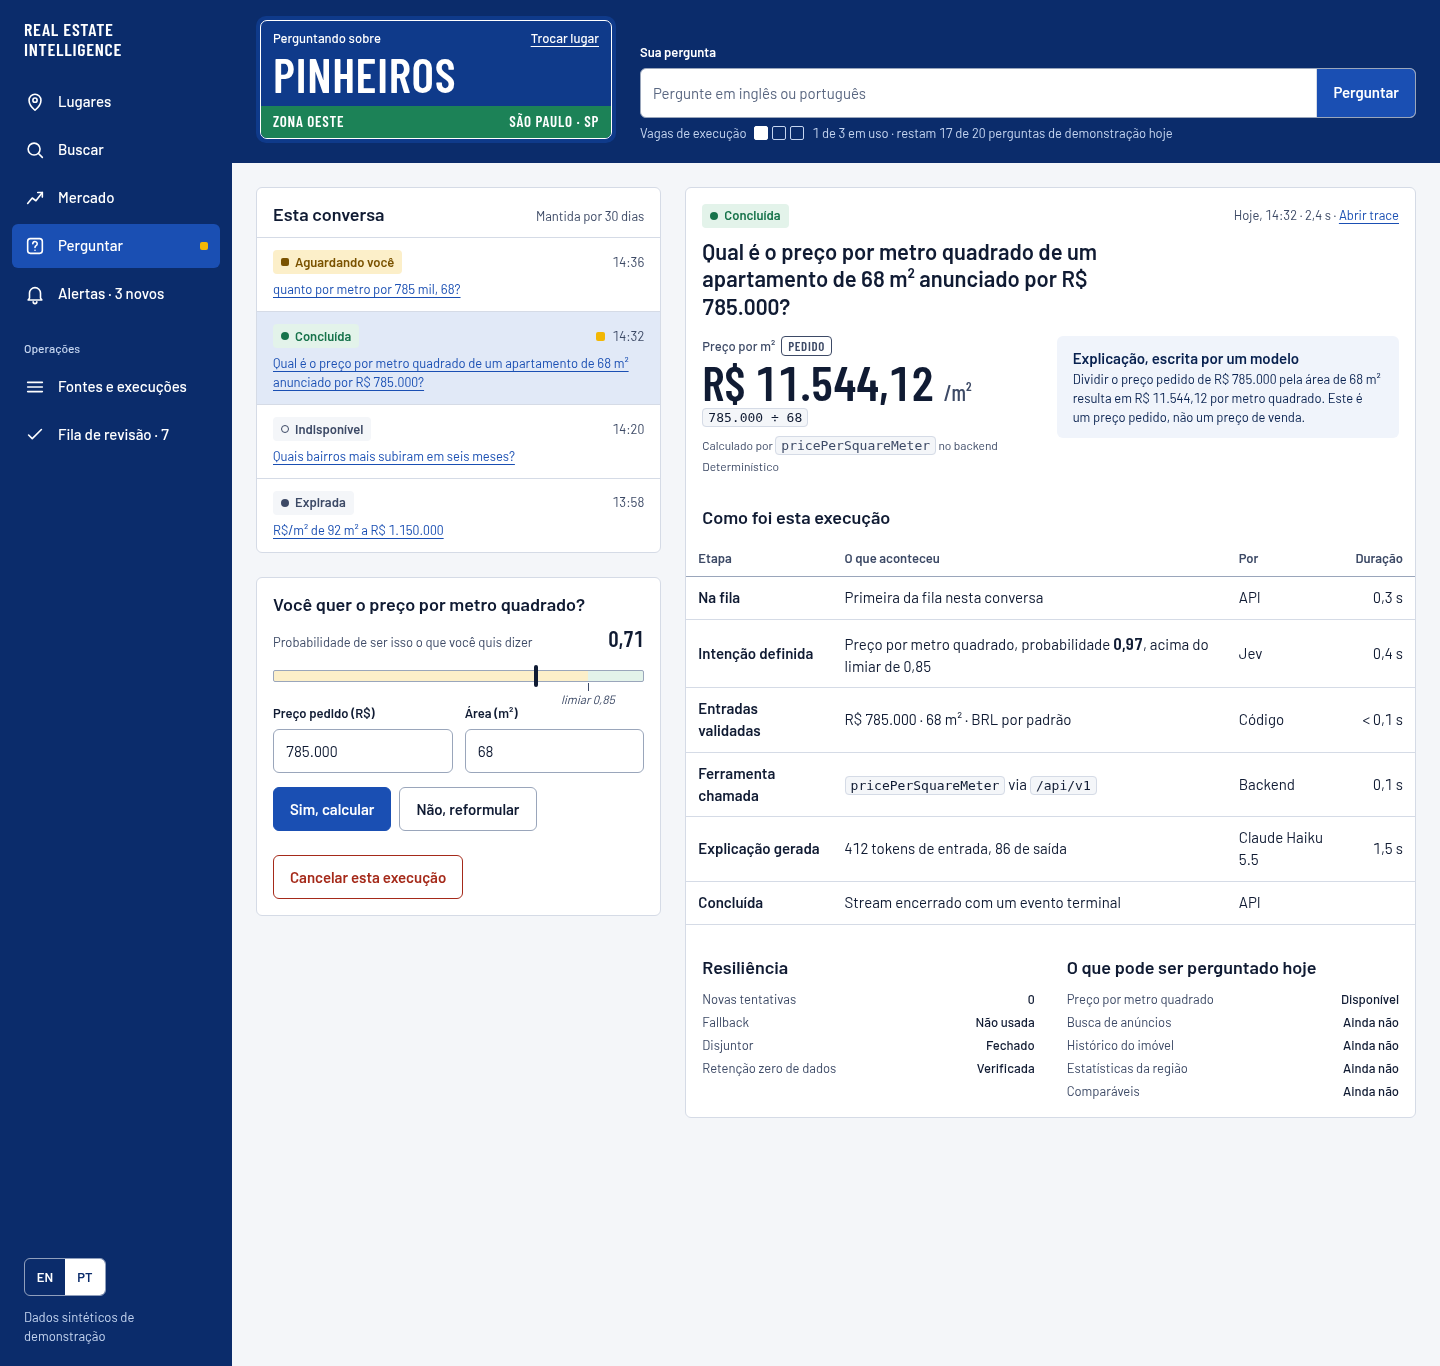 REAL ESTATE
INTELLIGENCE
Lugares
Buscar
Mercado
Perguntar
Alertas · 3 novos
Operações
Fontes e execuções
Fila de revisão · 7
EN PT
Dados sintéticos de
demonstração
Perguntando sobre Trocar lugar
PINHEIROS
ZONA OESTE SÃO PAULO · SP
Sua pergunta
Pergunte em inglês ou português Perguntar
Vagas de execução 1 de 3 em uso · restam 17 de 20 perguntas de demonstração hoje
Esta conversa Mantida por 30 dias
Aguardando você 14:36
quanto por metro por 785 mil, 68?
Concluída 14:32
Qual é o preço por metro quadrado de um apartamento de 68 m²
anunciado por R$ 785.000?
Indisponível 14:20
Quais bairros mais subiram em seis meses?
Expirada 13:58
R$/m² de 92 m² a R$ 1.150.000
Você quer o preço por metro quadrado?
Probabilidade de ser isso o que você quis dizer 0,71
limiar 0,85
Preço pedido (R$) Área (m²)
785.000 68
Sim, calcular Não, reformular
Cancelar esta execução
Concluída Hoje, 14:32 · 2,4 s · Abrir trace
Qual é o preço por metro quadrado de um
apartamento de 68 m² anunciado por R$
785.000?
Preço por m² PEDIDO
R$ 11.544,12 /m²
785.000 ÷ 68
Calculado por pricePerSquareMeter no backend
Determinístico
Explicação, escrita por um modelo
Dividir o preço pedido de R$ 785.000 pela área de 68 m²
resulta em R$ 11.544,12 por metro quadrado. Este é
um preço pedido, não um preço de venda.
Como foi esta execução
Etapa O que aconteceu Por Duração
Na fila Primeira da fila nesta conversa API 0,3 s
Intenção definida Preço por metro quadrado, probabilidade 0,97, acima do
limiar de 0,85 Jev 0,4 s
Entradas
validadas R$ 785.000 · 68 m² · BRL por padrão Código < 0,1 s
Ferramenta
chamada pricePerSquareMeter via /api/v1 Backend 0,1 s
Explicação gerada 412 tokens de entrada, 86 de saída Claude Haiku
5.5 1,5 s
Concluída Stream encerrado com um evento terminal API
Resiliência
Novas tentativas 0
Fallback Não usada
Disjuntor Fechado
Retenção zero de dados Verificada
O que pode ser perguntado hoje
Preço por metro quadrado Disponível
Busca de anúncios Ainda não
Histórico do imóvel Ainda não
Estatísticas da região Ainda não
Comparáveis Ainda não